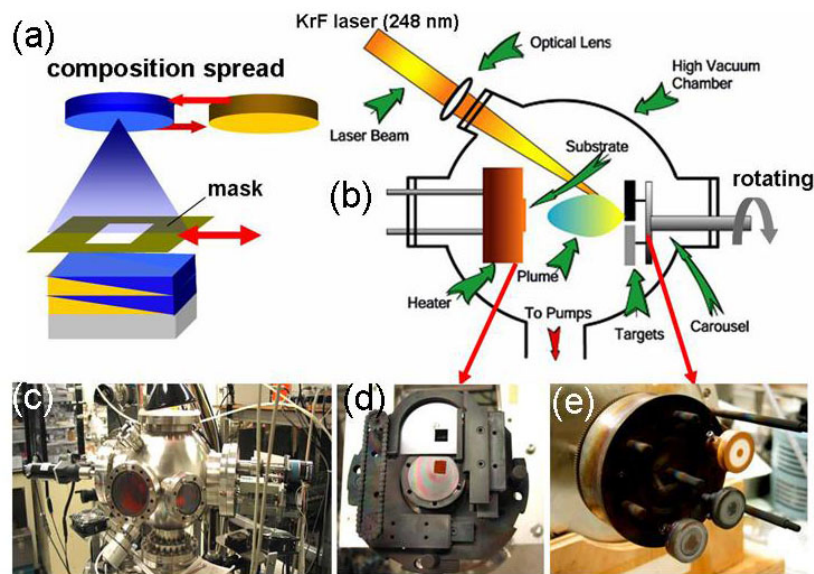 (a)
composition spread
mask
KrF laser (248 nm)
Optical Lens
High Vacuum
Chamber
Laser Beam
Substrate
(b)
rotating
Heater
Plume
To Pumps
Targets
Carousel
(c)
(d)
(e)